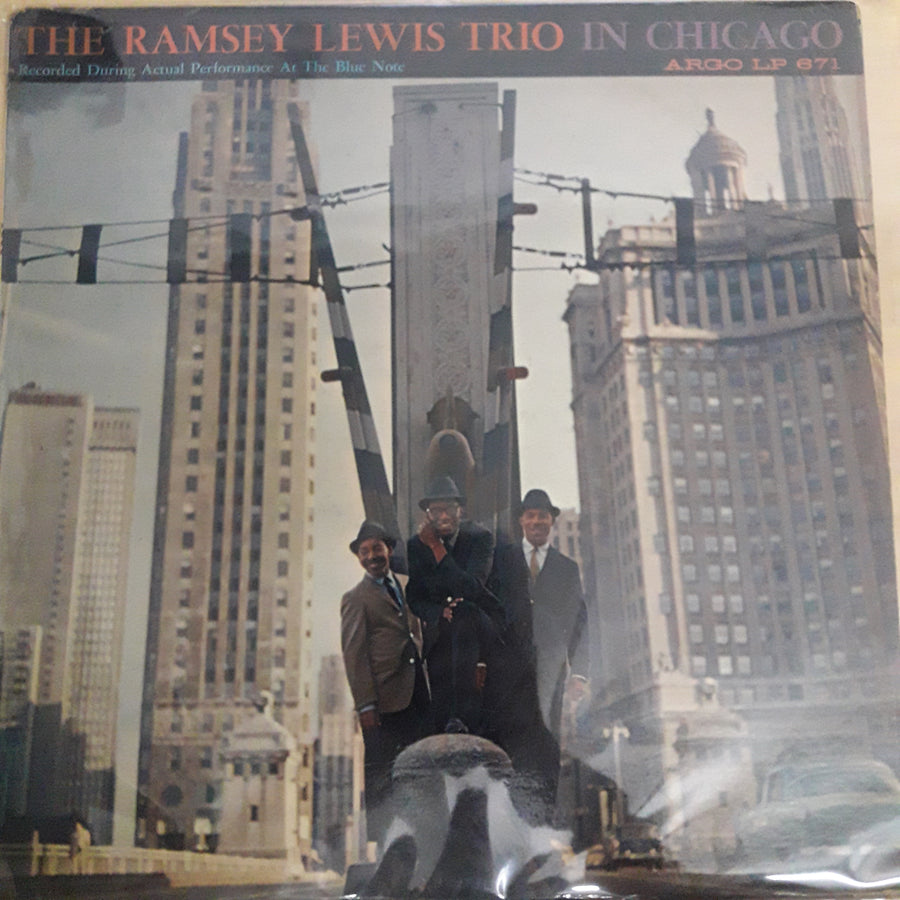 THE RAMSEY LEWIS TRIO IN CHICAGO
Recorded During Actual Performance At The Blue Note
ARGO LP 671